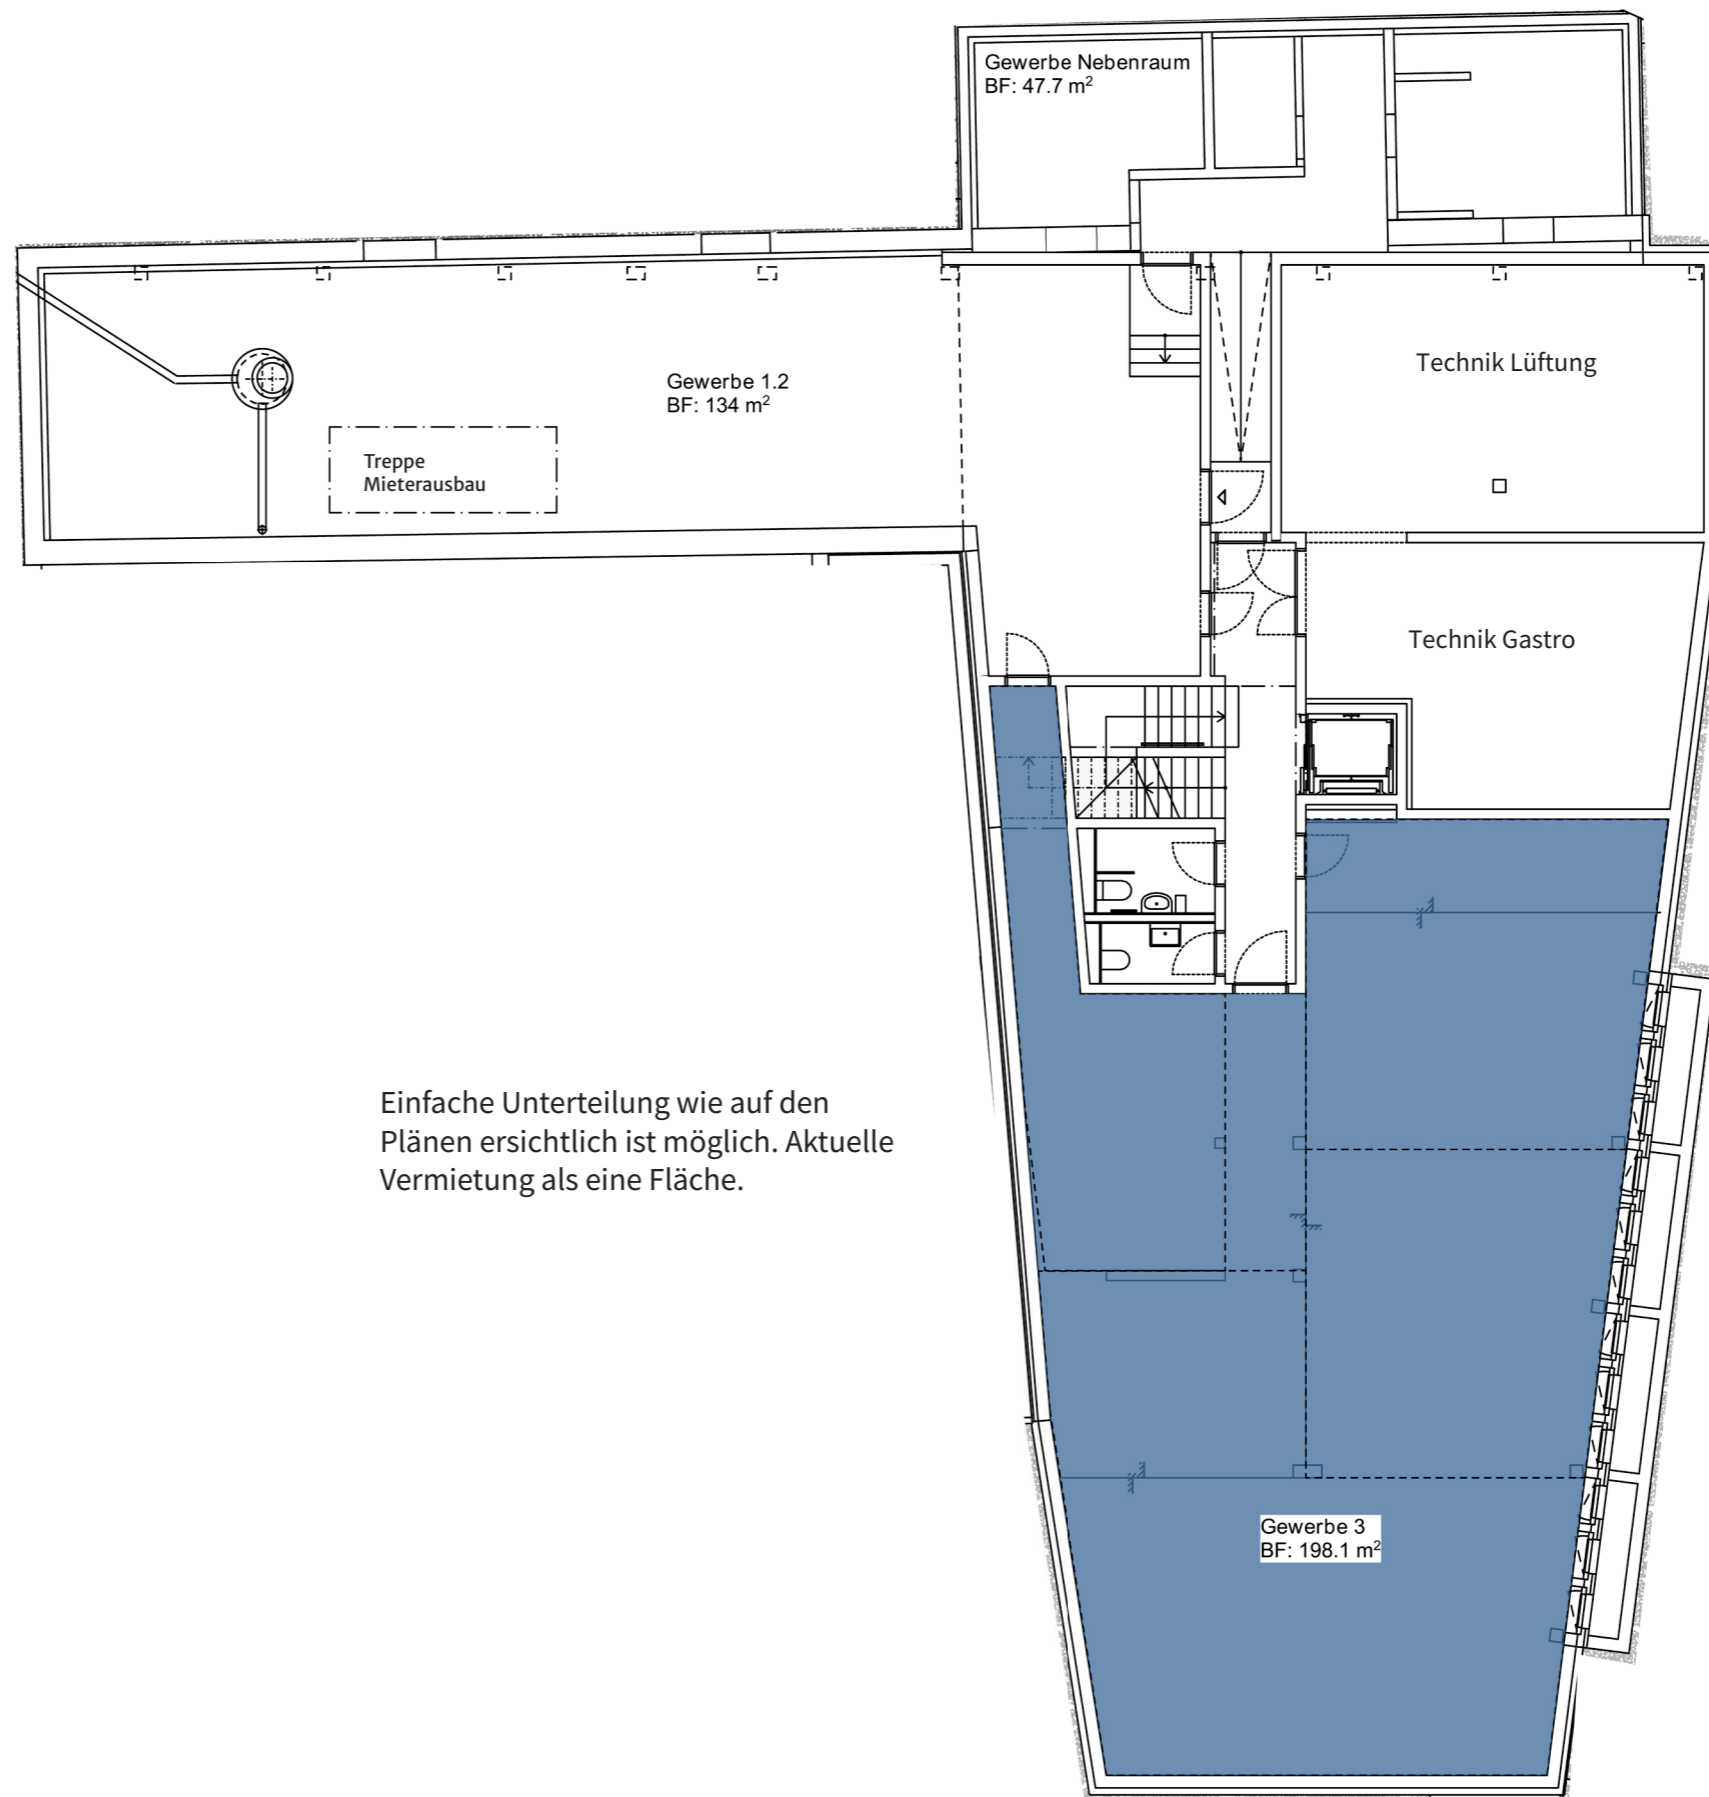 Gewerbe Nebenraum
BF: 47.7 m²
Technik Lüftung
Gewerbe 1.2
BF: 134 m²
Treppe
Mieterausbau
Technik Gastro
Einfache Unterteilung wie auf den
Plänen ersichtlich ist möglich. Aktuelle
Vermietung als eine Fläche.
Gewerbe 3
BF: 198.1 m²